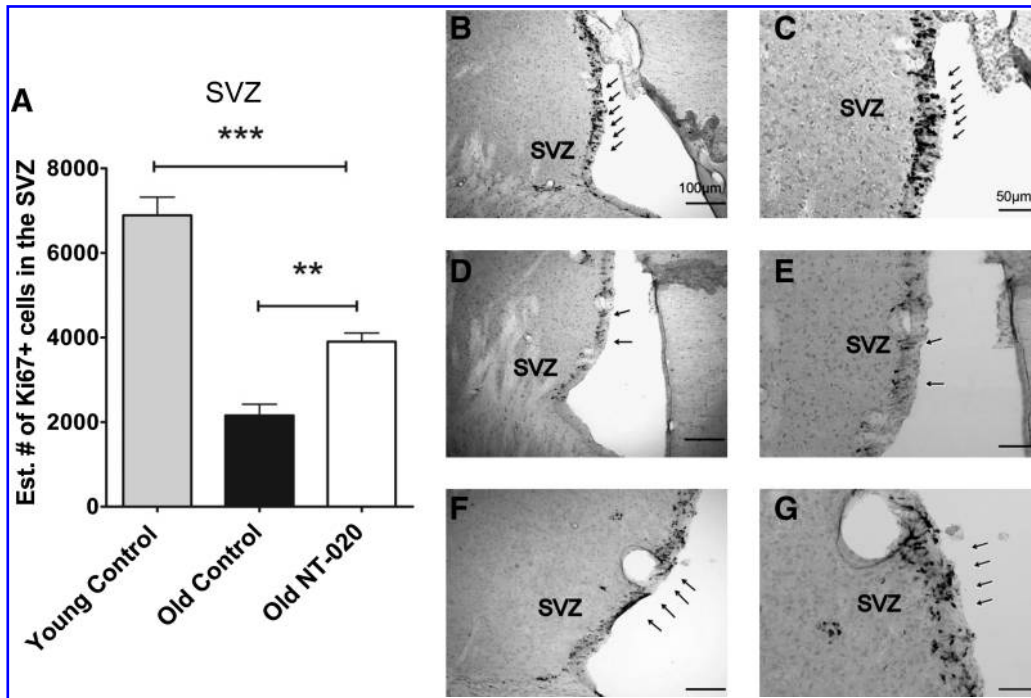 A
SVZ
***
**
Est. # of Ki67+ cells in the SVZ
8000
6000
4000
2000
0
Young Control
Old Control
Old NT-020
B
SVZ
100μm
C
SVZ
50μm
D
SVZ
E
SVZ
F
SVZ
G
SVZ